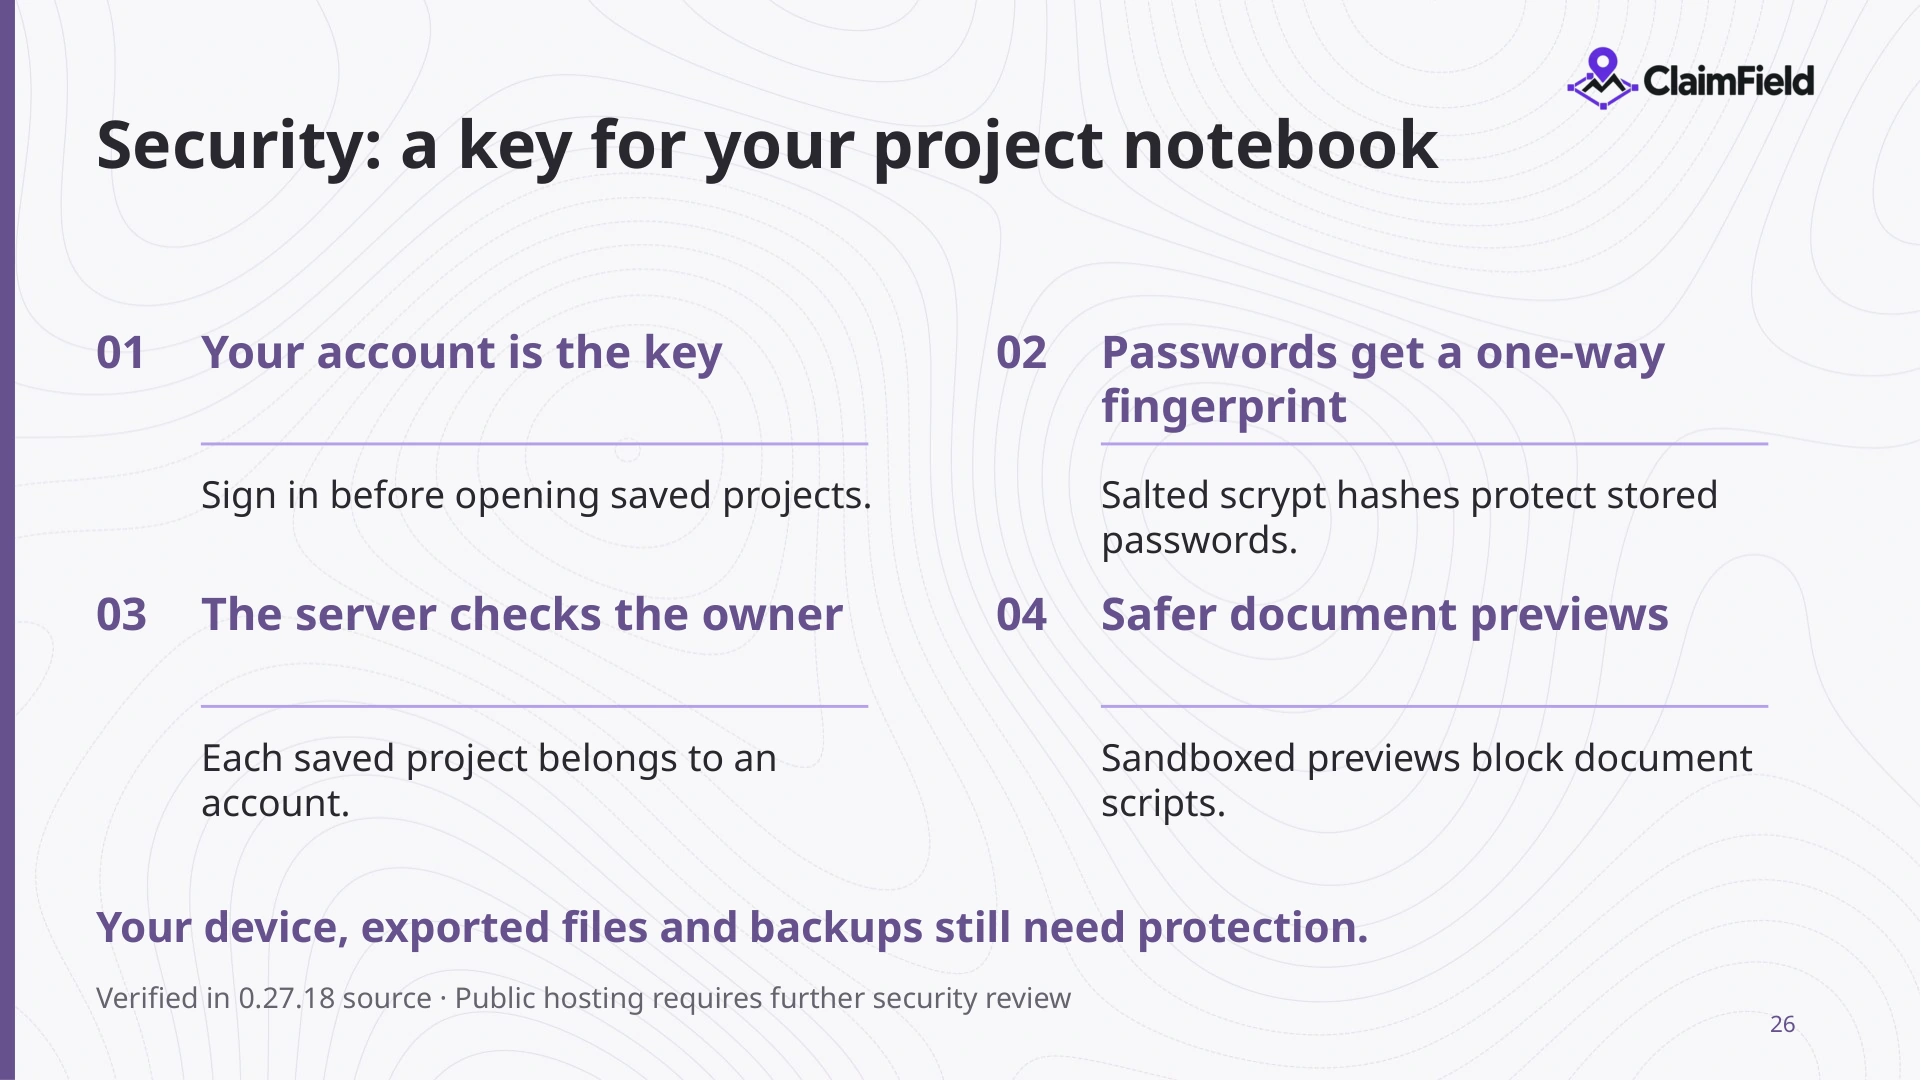 ClaimField
Security: a key for your project notebook
01 Your account is the key
Sign in before opening saved projects.
02 Passwords get a one-way
fingerprint
Salted scrypt hashes protect stored
passwords.
03 The server checks the owner
Each saved project belongs to an
account.
04 Safer document previews
Sandboxed previews block document
scripts.
Your device, exported files and backups still need protection.
Verified in 0.27.18 source · Public hosting requires further security review
26